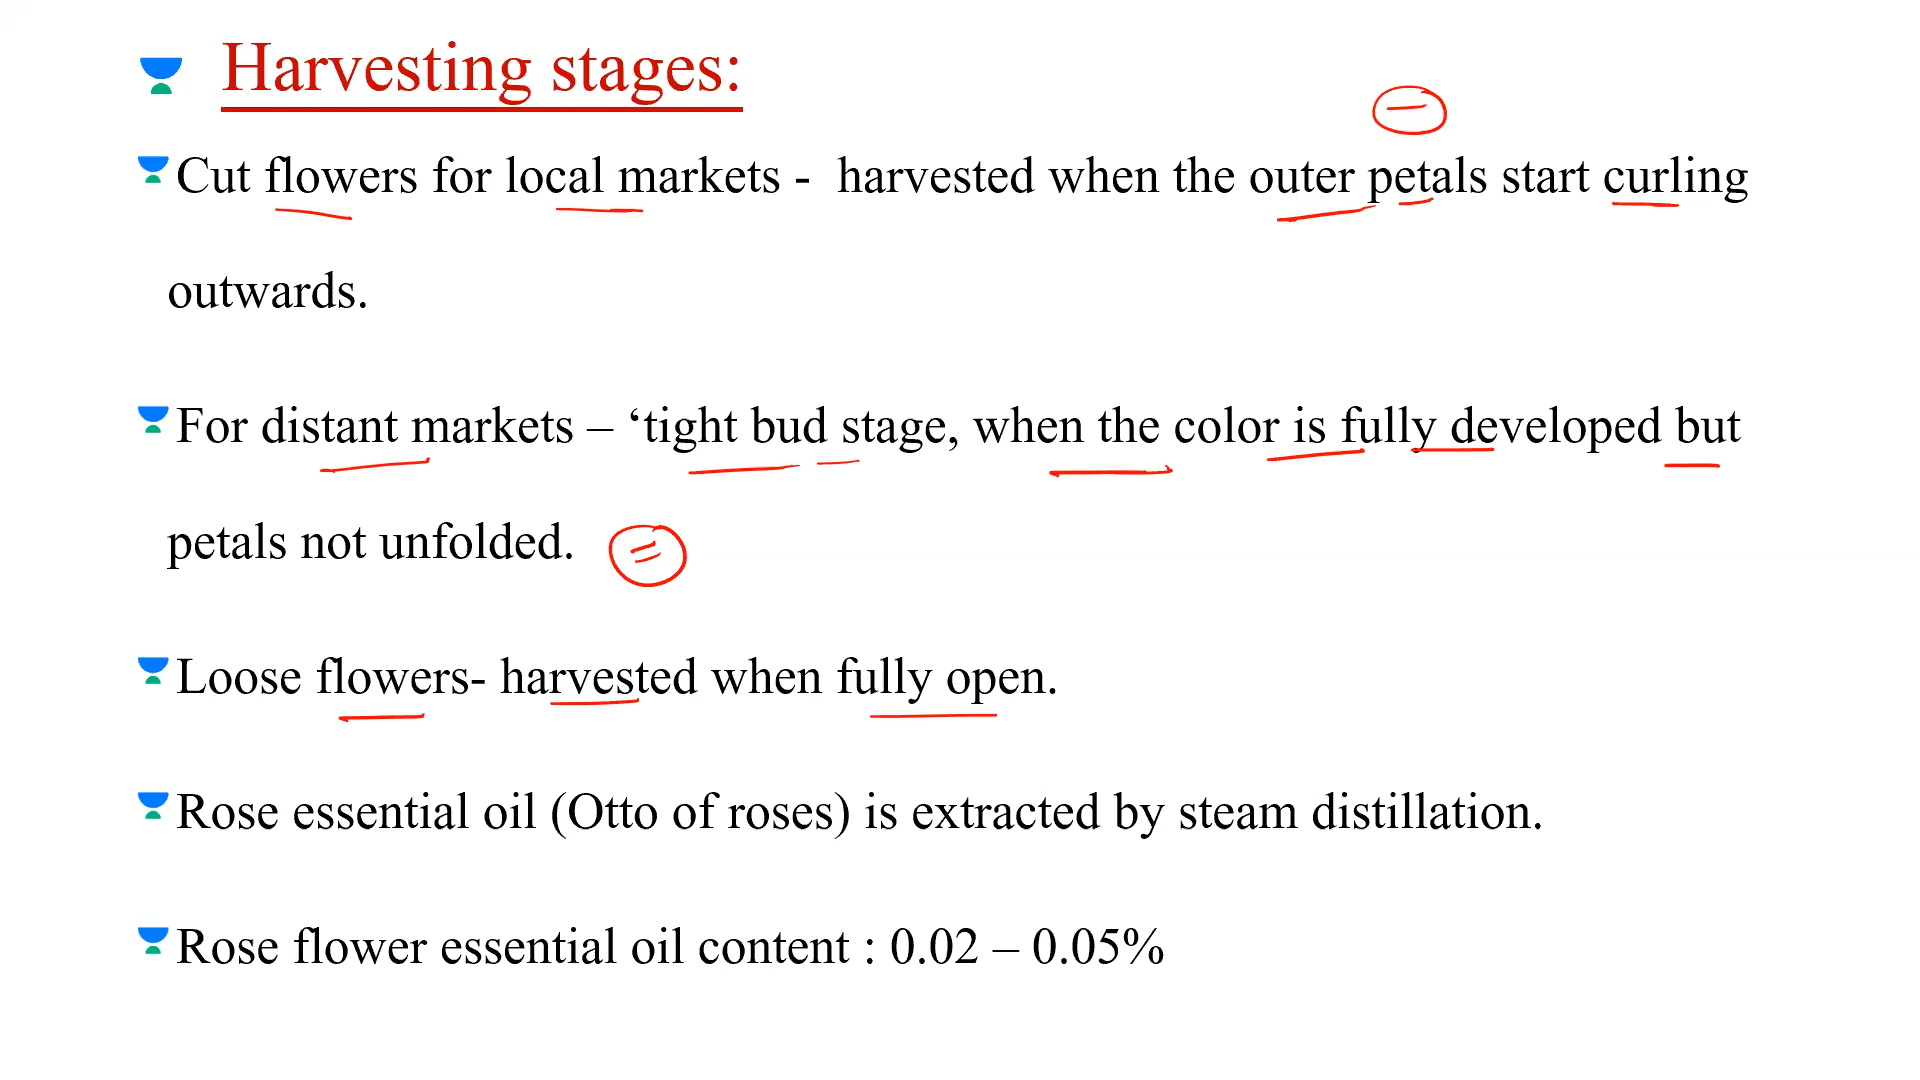 Harvesting stages:
Cut flowers for local markets -  harvested when the outer petals start curling
outwards.
For distant markets – ‘tight bud stage, when the color is fully developed but
petals not unfolded.
Loose flowers- harvested when fully open.
Rose essential oil (Otto of roses) is extracted by steam distillation.
Rose flower essential oil content : 0.02 – 0.05%